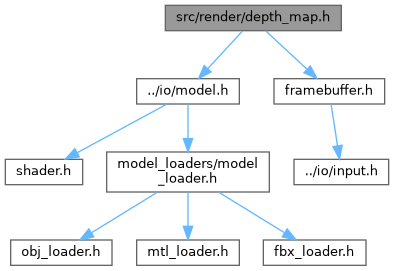 src/render/depth_map.h
../io/model.h
framebuffer.h
shader.h
model_loaders/model
_loader.h
../io/input.h
obj_loader.h
mtl_loader.h
fbx_loader.h